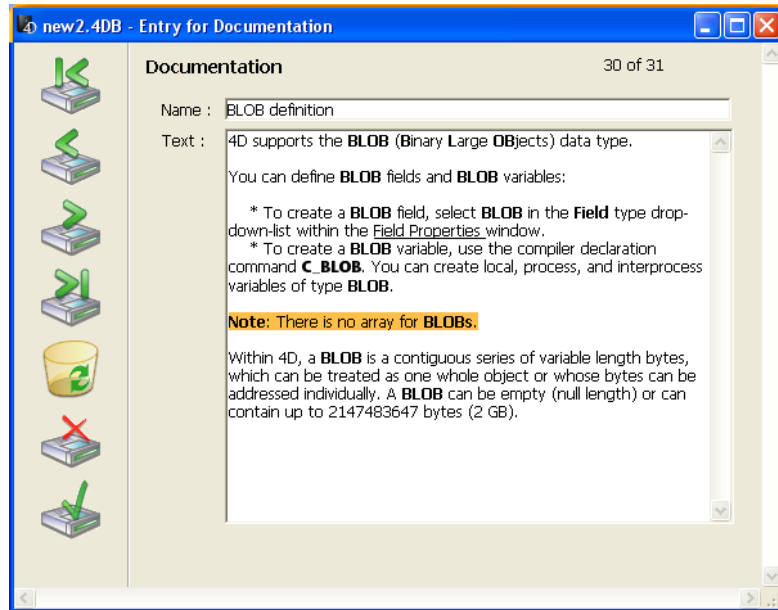 new2.4DB - Entry for Documentation
Documentation
30 of 31
Name : BLOB definition
Text : 4D supports the BLOB (Binary Large OBjects) data type.
You can define BLOB fields and BLOB variables:
* To create a BLOB field, select BLOB in the Field type drop-
down-list within the Field Properties window.
* To create a BLOB variable, use the compiler declaration
command C_BLOB. You can create local, process, and interprocess
variables of type BLOB.
Note: There is no array for BLOBs.
Within 4D, a BLOB is a contiguous series of variable length bytes,
which can be treated as one whole object or whose bytes can be
addressed individually. A BLOB can be empty (null length) or can
contain up to 2147483647 bytes (2 GB).